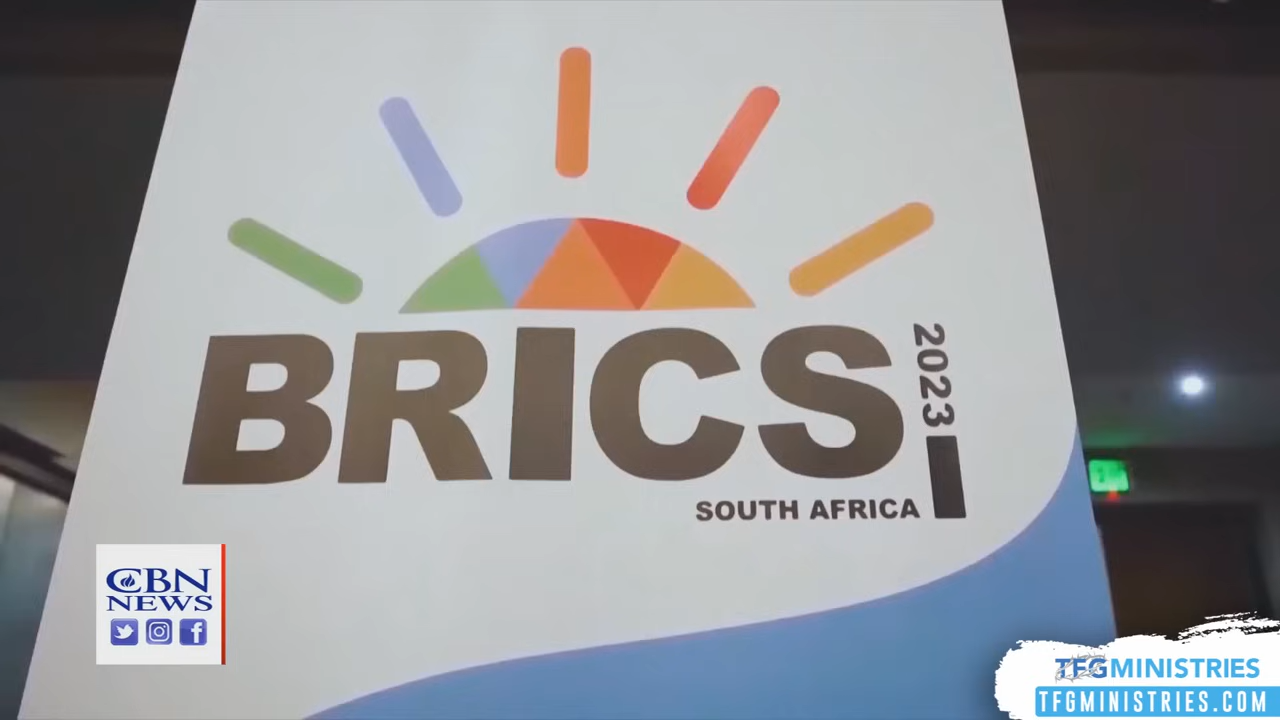 BRICS
2023
SOUTH AFRICA
CBN
NEWS
TFGMINISTRIES
TFGMINISTRIES.COM